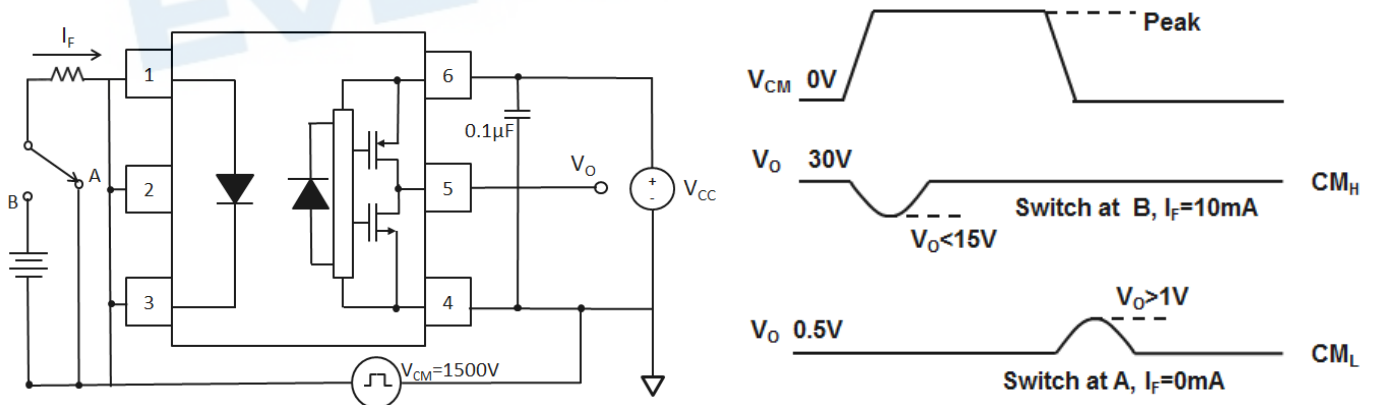 EVE
I_F
1
2
3
A
B
6
5
4
0.1µF
V_O
+
-
V_CC
V_CM=1500V
Peak
V_CM 0V
V_O 30V
CM_H
Switch at B, I_F=10mA
V_O<15V
V_O>1V
V_O 0.5V
CM_L
Switch at A, I_F=0mA